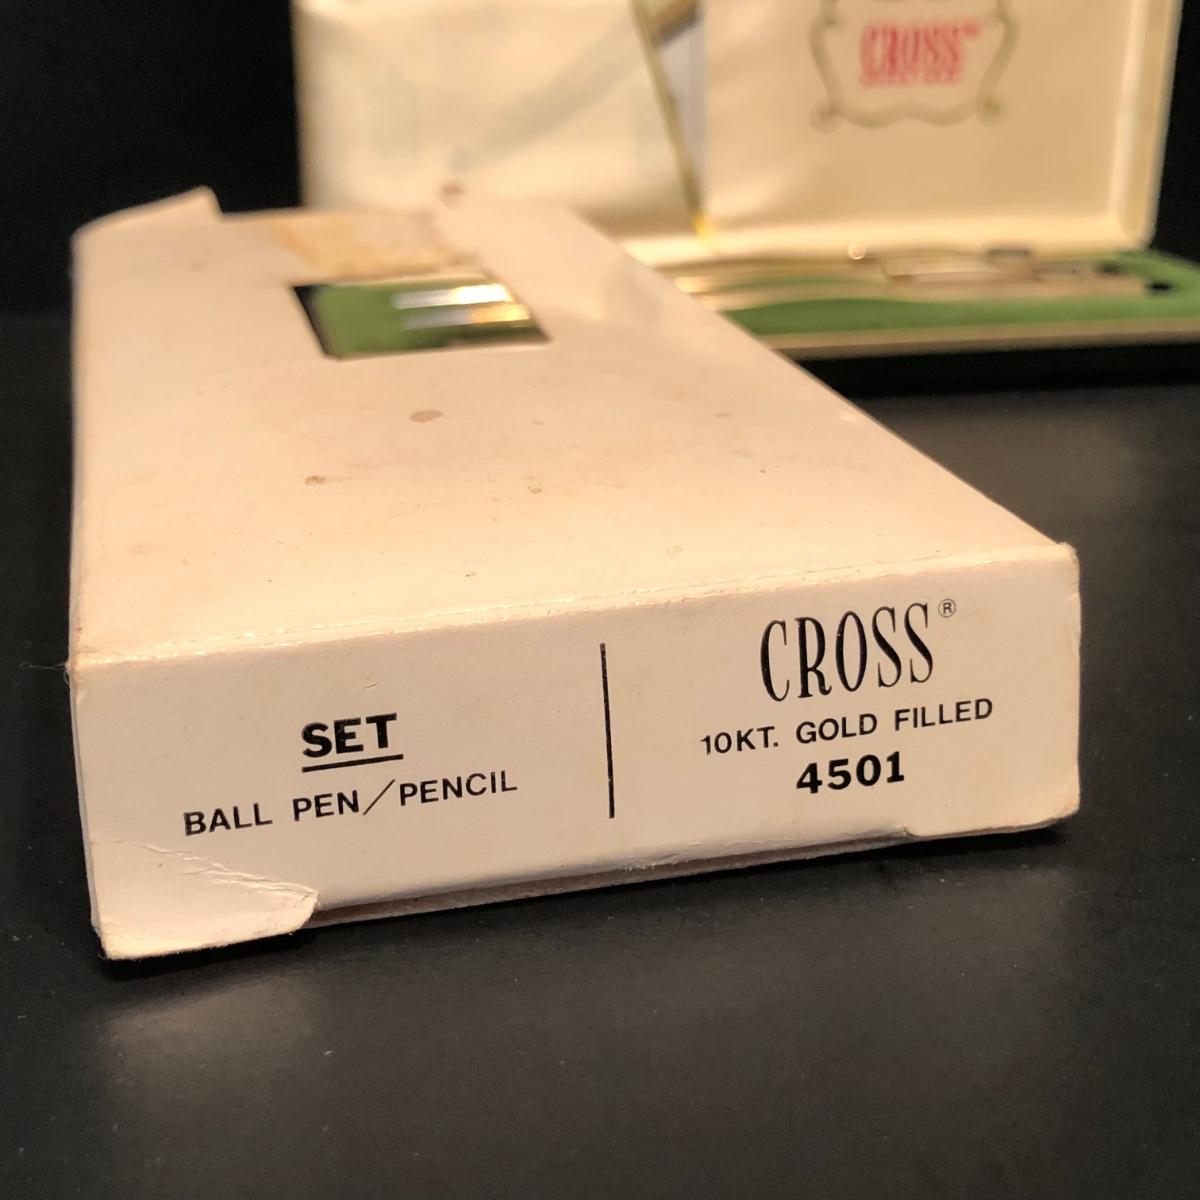 CROSS
SET
BALL PEN/PENCIL
CROSS®
10KT. GOLD FILLED
4501